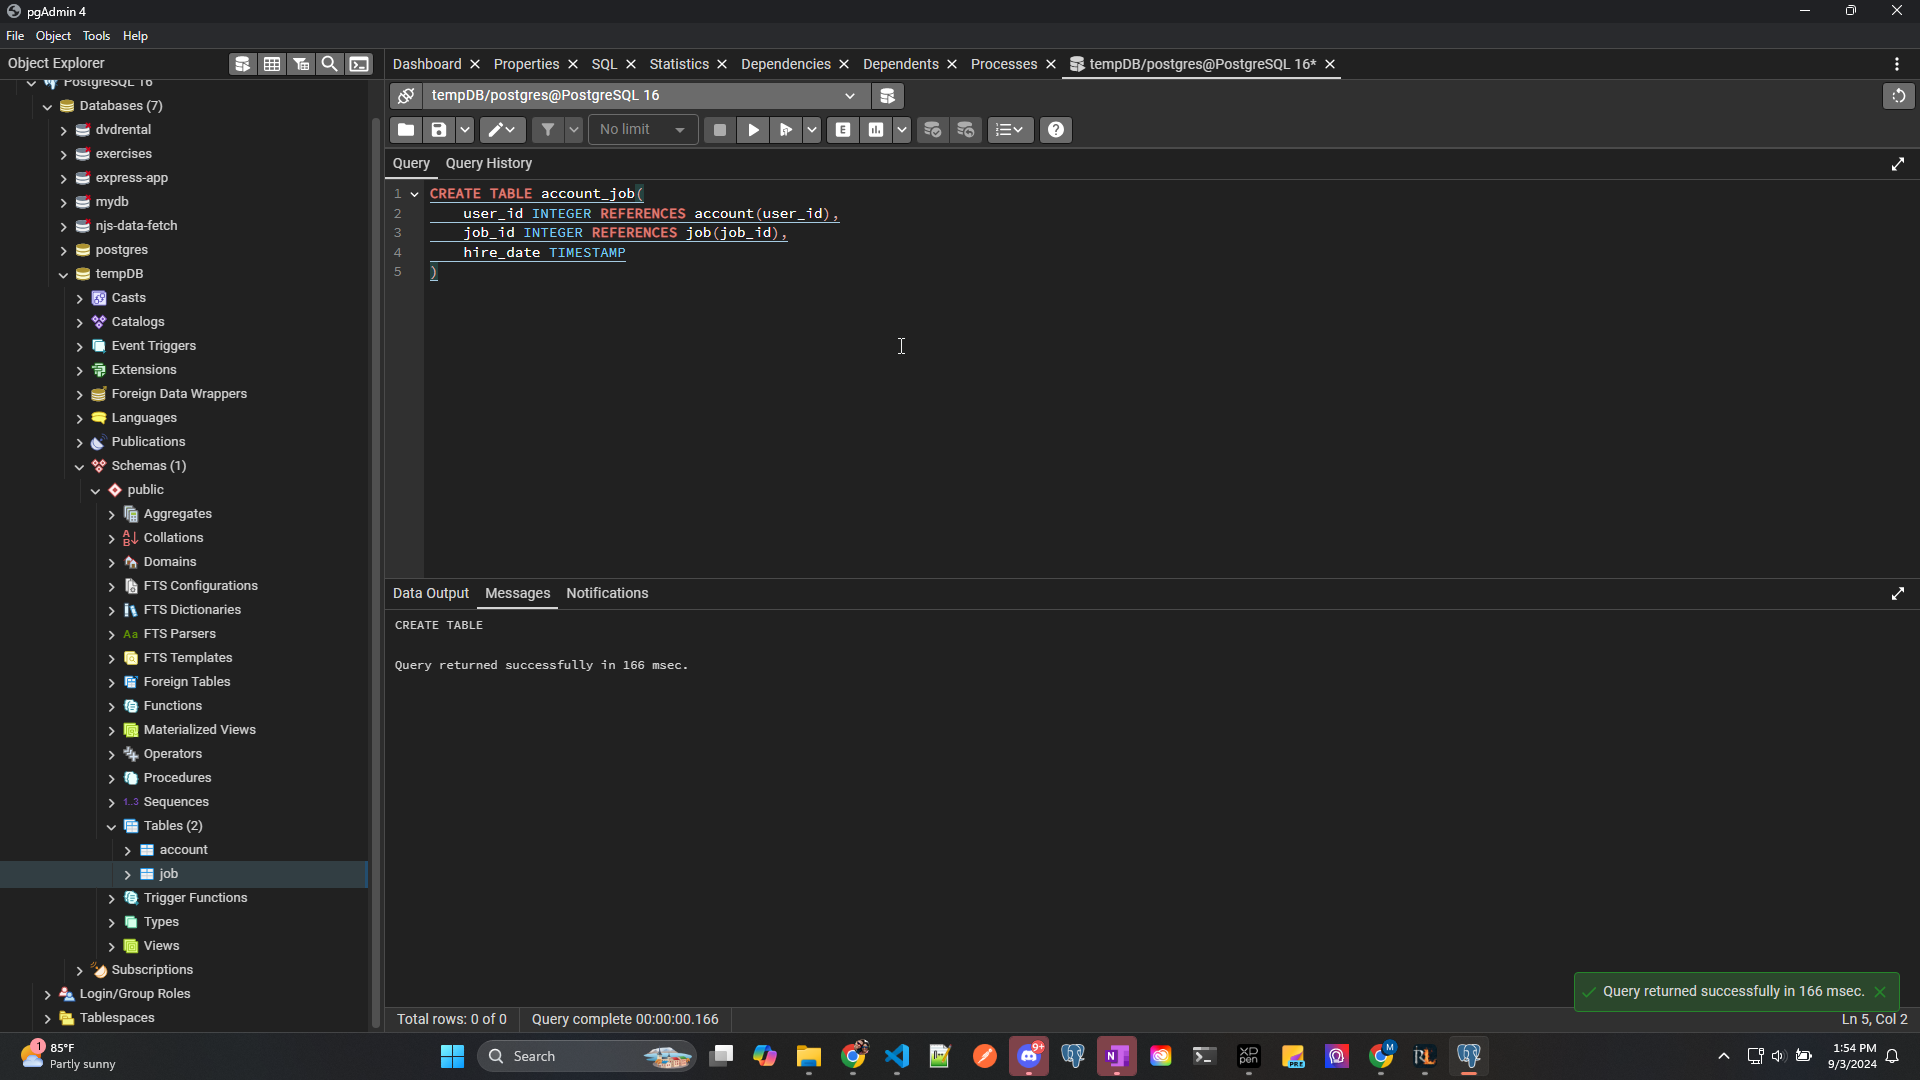 pgAdmin 4
File Object Tools Help
Object Explorer
Dashboard Properties SQL Statistics Dependencies Dependents Processes tempDB/postgres@PostgreSQL 16*
PostgreSQL 16
tempDB/postgres@PostgreSQL 16
Databases (7)
dvdrental
No limit
E
exercises
Query Query History
express-app
mydb
njs-data-fetch
postgres
tempDB
1 CREATE TABLE account_job(
2 user_id INTEGER REFERENCES account(user_id),
3 job_id INTEGER REFERENCES job(job_id),
4 hire_date TIMESTAMP
5 )
Casts
Catalogs
Event Triggers
Extensions
Foreign Data Wrappers
Languages
Publications
Schemas (1)
public
Aggregates
Collations
Domains
FTS Configurations
FTS Dictionaries
Aa FTS Parsers
FTS Templates
Foreign Tables
Functions
Materialized Views
Operators
Procedures
1..3 Sequences
Tables (2)
account
job
Trigger Functions
Types
Views
Subscriptions
Login/Group Roles
Tablespaces
Data Output Messages Notifications
CREATE TABLE
Query returned successfully in 166 msec.
Query returned successfully in 166 msec.
Total rows: 0 of 0 Query complete 00:00:00.166 Ln 5, Col 2
1 85°F
Partly sunny
Search
9+
1:54 PM
9/3/2024